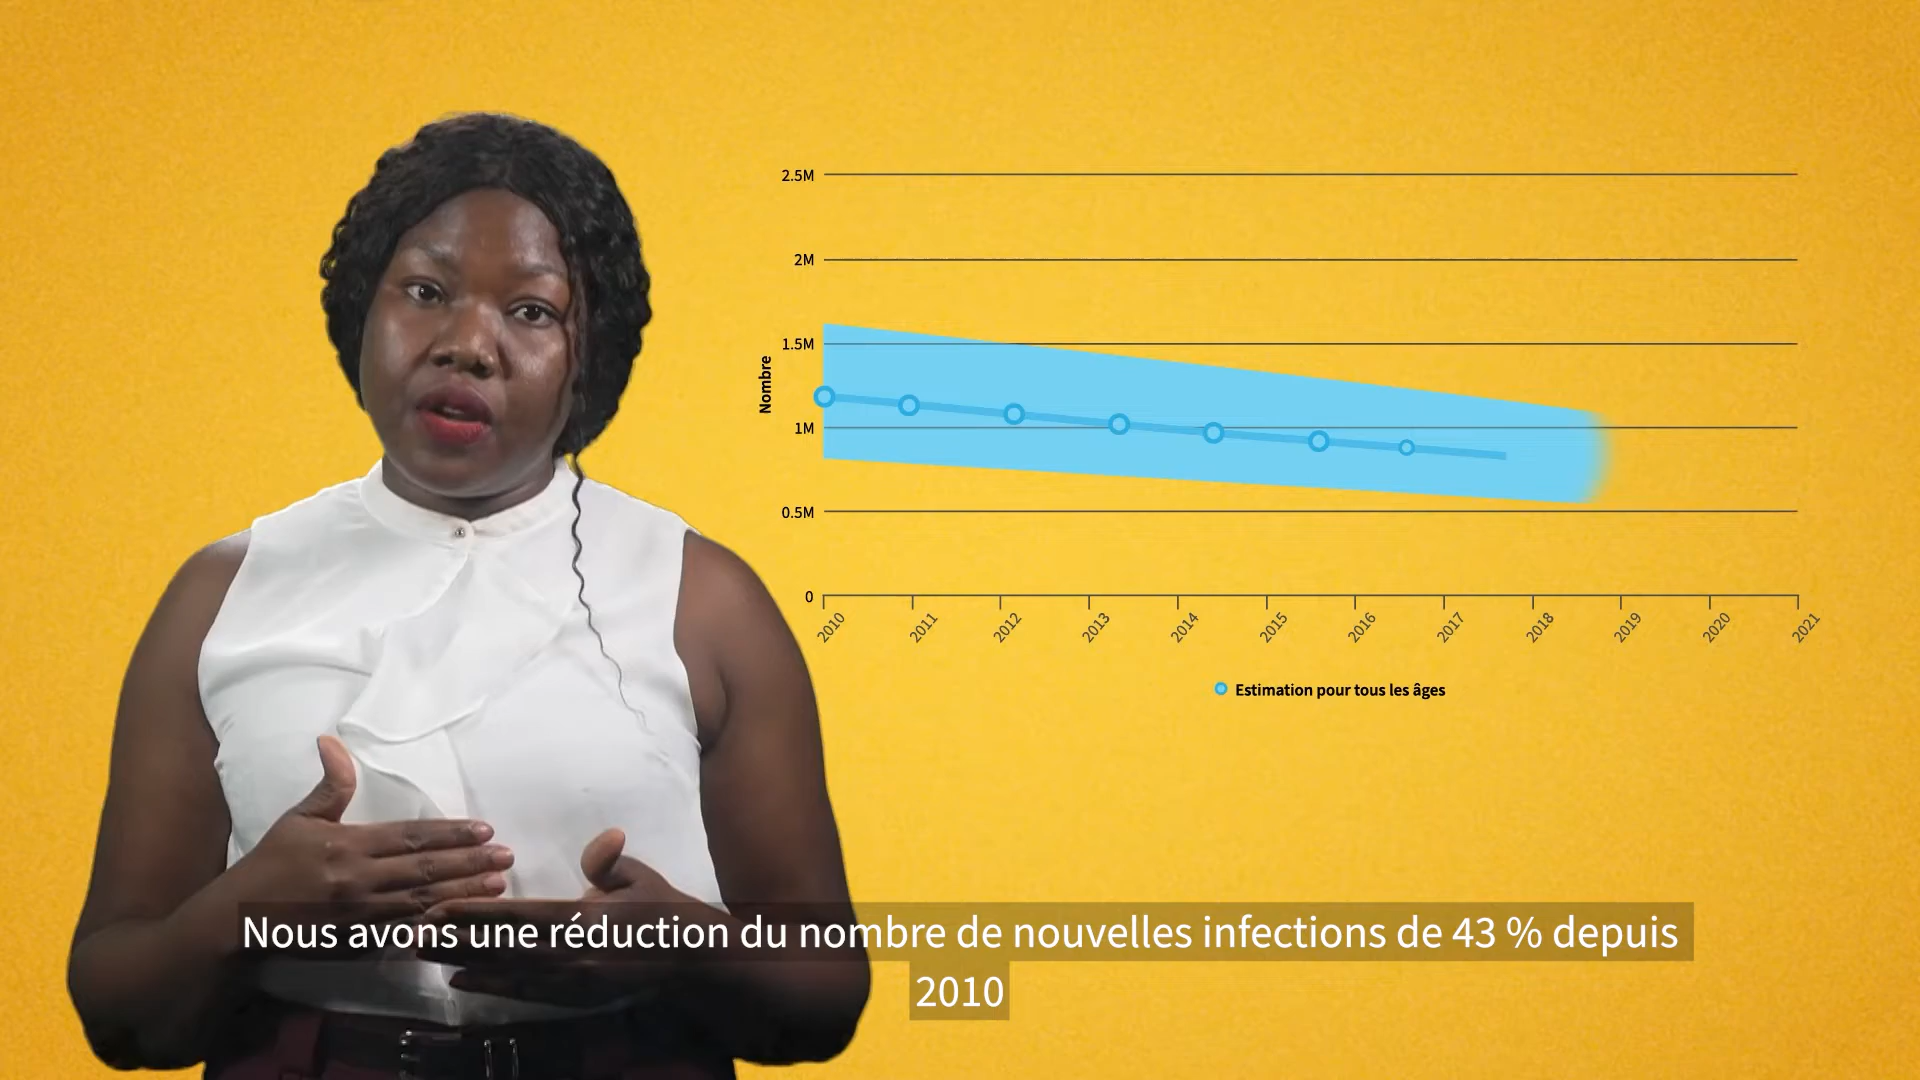 2.5M
2M
1.5M
1M
0.5M
0
Nombre
2010
2011
2012
2013
2014
2015
2016
2017
2018
2019
2020
2021
Estimation pour tous les âges
Nous avons une réduction du nombre de nouvelles infections de 43 % depuis
2010